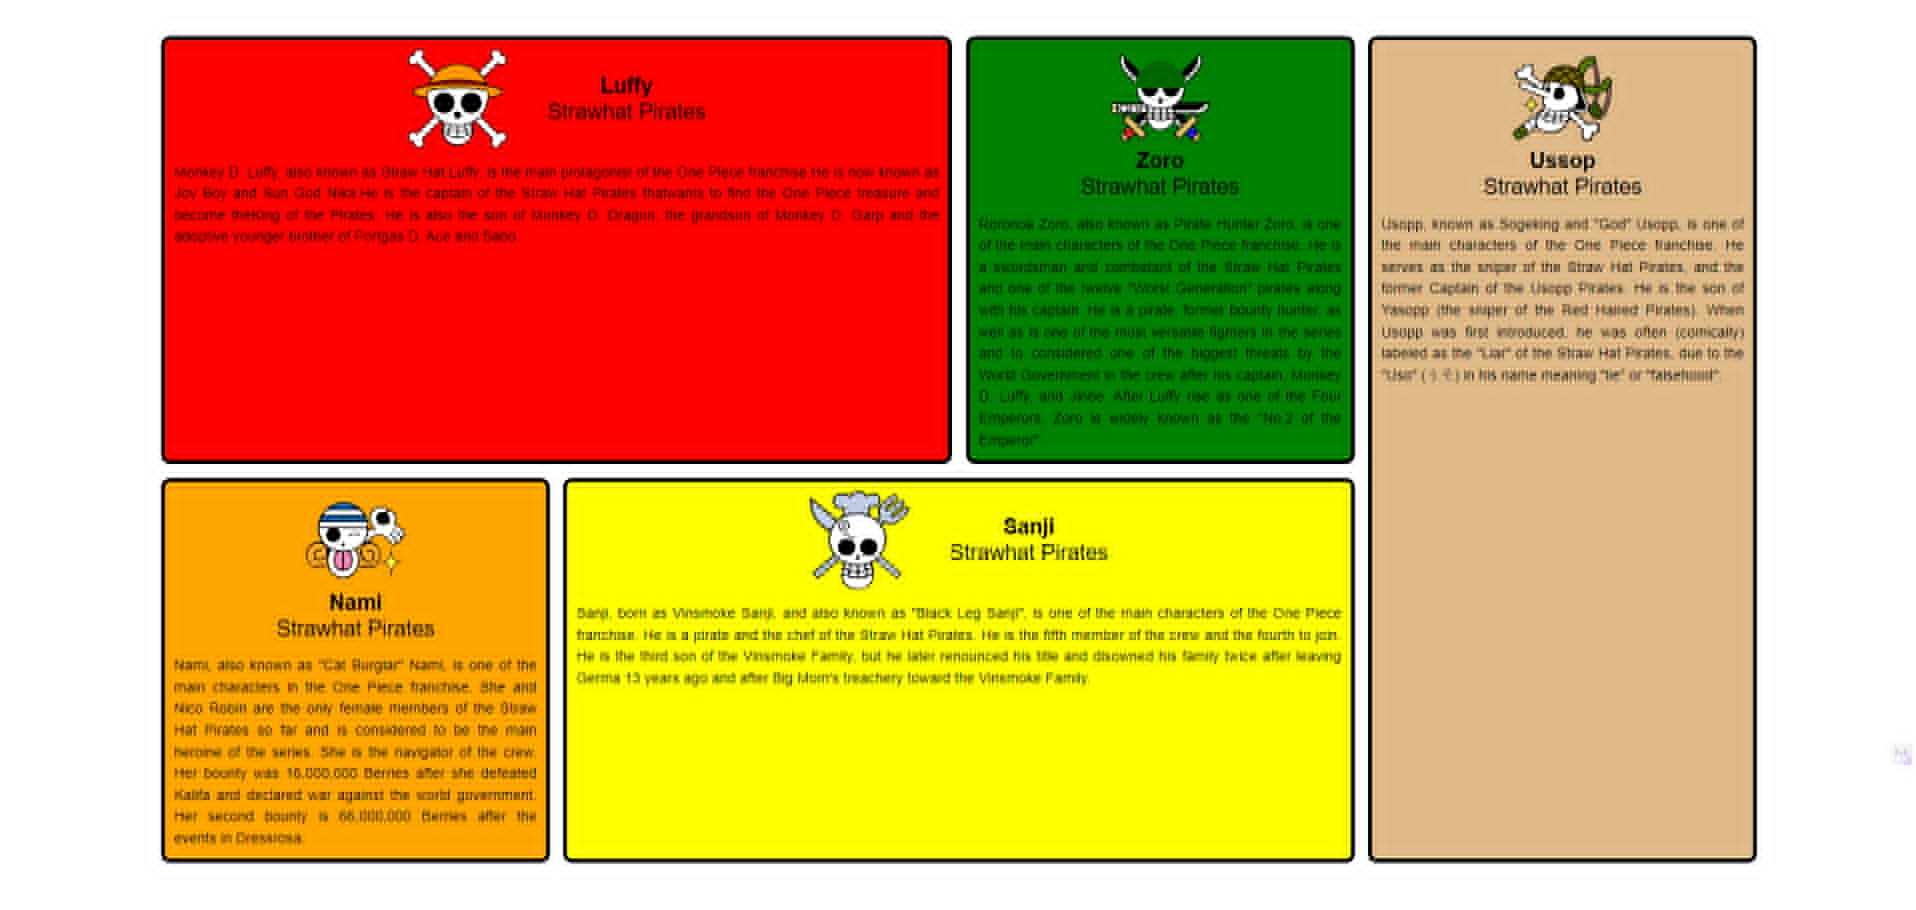 Luffy
Strawhat Pirates
Monkey D. Luffy, also known as Straw Hat Luffy, is the main protagonist of the One Piece franchise.He is now known as
Joy Boy and Sun God Nika.He is the captain of the Straw Hat Pirates thatwants to find the One Piece treasure and
become theKing of the Pirates. He is also the son of Monkey D. Dragon, the grandson of Monkey D. Garp and the
adoptive younger brother of Portgas D. Ace and Sabo.
Zoro
Strawhat Pirates
Roronoa Zoro, also known as Pirate Hunter Zoro, is one
of the main characters of the One Piece franchise. He is
a swordsman and combatant of the Straw Hat Pirates
and one of the twelve "Worst Generation" pirates along
with his captain. He is a pirate, former bounty hunter, as
well as is one of the most versatile fighters in the series
and to considered one of the biggest threats by the
World Government in the crew after his captain, Monkey
D. Luffy, and Jinbe. After Luffy rise as one of the Four
Emperors, Zoro is widely known as the "No.2 of the
Emperor".
Ussop
Strawhat Pirates
Usopp, known as Sogeking and "God" Usopp, is one of
the main characters of the One Piece franchise. He
serves as the sniper of the Straw Hat Pirates, and the
former Captain of the Usopp Pirates. He is the son of
Yasopp (the sniper of the Red Haired Pirates). When
Usopp was first introduced, he was often (comically)
labeled as the "Liar" of the Straw Hat Pirates, due to the
"Uso" (うそ) in his name meaning "lie" or "falsehood".
Nami
Strawhat Pirates
Nami, also known as "Cat Burglar" Nami, is one of the
main characters in the One Piece franchise. She and
Nico Robin are the only female members of the Straw
Hat Pirates so far and is considered to be the main
heroine of the series. She is the navigator of the crew.
Her bounty was 16,000,000 Berries after she defeated
Kalifa and declared war against the world government.
Her second bounty is 66,000,000 Berries after the
events in Dressrosa.
Sanji
Strawhat Pirates
Sanji, born as Vinsmoke Sanji, and also known as "Black Leg Sanji", is one of the main characters of the One Piece
franchise. He is a pirate and the chef of the Straw Hat Pirates. He is the fifth member of the crew and the fourth to join.
He is the third son of the Vinsmoke Family, but he later renounced his title and disowned his family twice after leaving
Germa 13 years ago and after Big Mom's treachery toward the Vinsmoke Family.